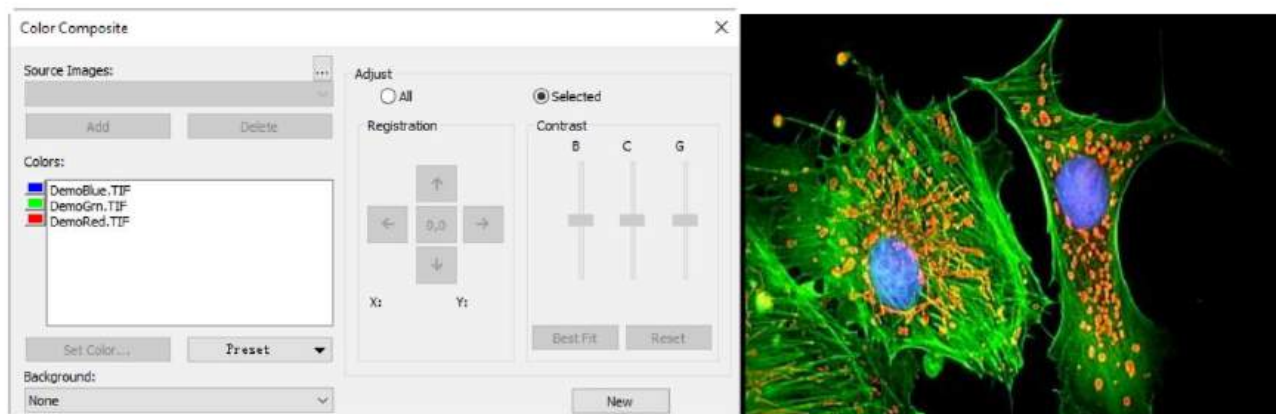 Color Composite
Source Images:
...
Add Delete
Colors:
DemoBlue.TIF
DemoGrn.TIF
DemoRed.TIF
Set Color... Preset
Background:
None
Adjust
All Selected
Registration
0,0
X: Y:
Contrast
B C G
Best Fit Reset
New